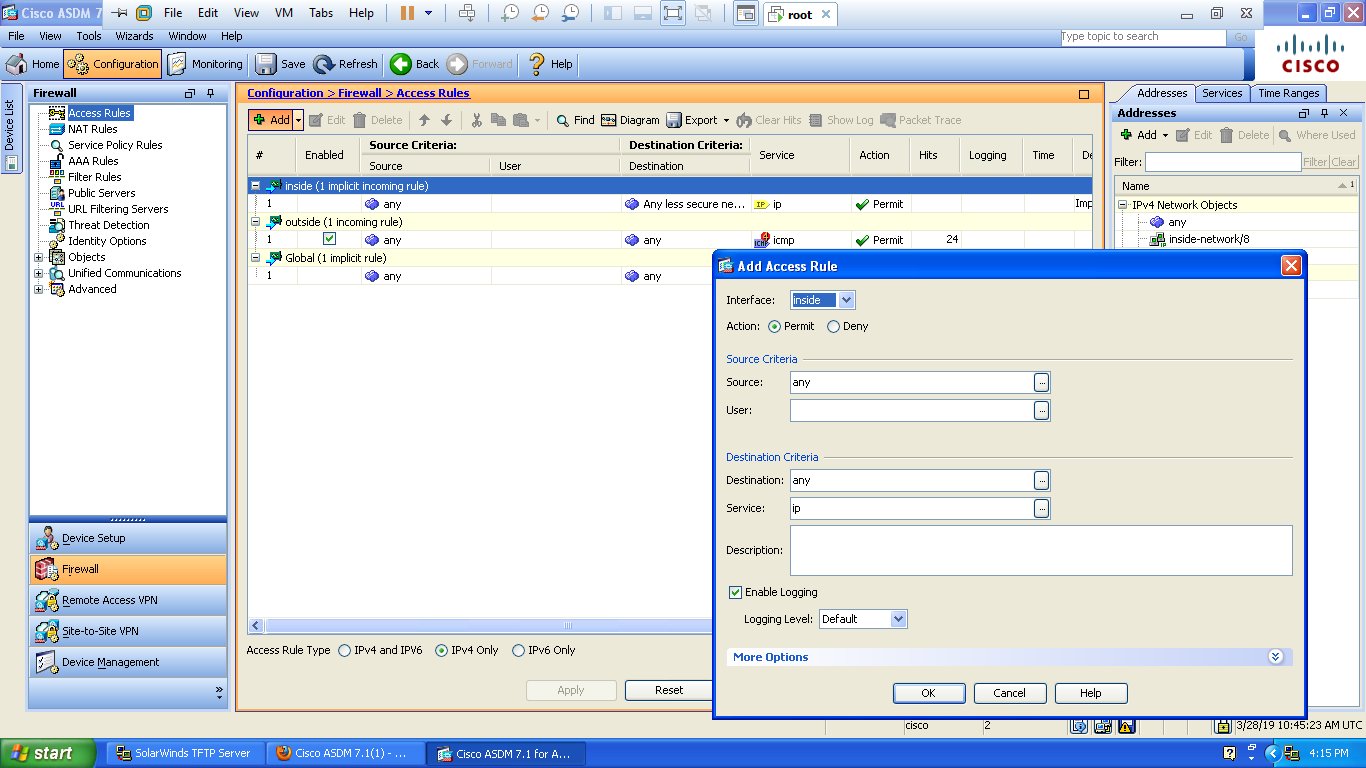 Cisco ASDM 7
File Edit View VM Tabs Help
root
File View Tools Wizards Window Help
Type topic to search
Go
Home Configuration Monitoring Save Refresh Back Forward Help
CISCO
Device List
Firewall
Access Rules
NAT Rules
Service Policy Rules
AAA Rules
Filter Rules
Public Servers
URL Filtering Servers
Threat Detection
Identity Options
Objects
Unified Communications
Advanced
Device Setup
Firewall
Remote Access VPN
Site-to-Site VPN
Device Management
Configuration > Firewall > Access Rules
Add Edit Delete Find Diagram Export Clear Hits Show Log Packet Trace
# Enabled Source Criteria: Destination Criteria: Service Action Hits Logging Time De
Source User Destination
inside (1 implicit incoming rule)
1 any Any less secure ne... IP ip Permit Imp
outside (1 incoming rule)
1 any any icmp Permit 24
Global (1 implicit rule)
1 any any
Access Rule Type IPv4 and IPV6 IPv4 Only IPv6 Only
Apply Reset
Addresses Services Time Ranges
Addresses
Add Edit Delete Where Used
Filter: Filter Clear
Name 1
IPv4 Network Objects
any
inside-network/8
Add Access Rule
Interface: inside
Action: Permit Deny
Source Criteria
Source: any ...
User: ...
Destination Criteria
Destination: any ...
Service: ip ...
Description:
Enable Logging
Logging Level: Default
More Options
OK Cancel Help
cisco 2 3/28/19 10:45:23 AM UTC
start SolarWinds TFTP Server Cisco ASDM 7.1(1) - ... Cisco ASDM 7.1 for A... 4:15 PM